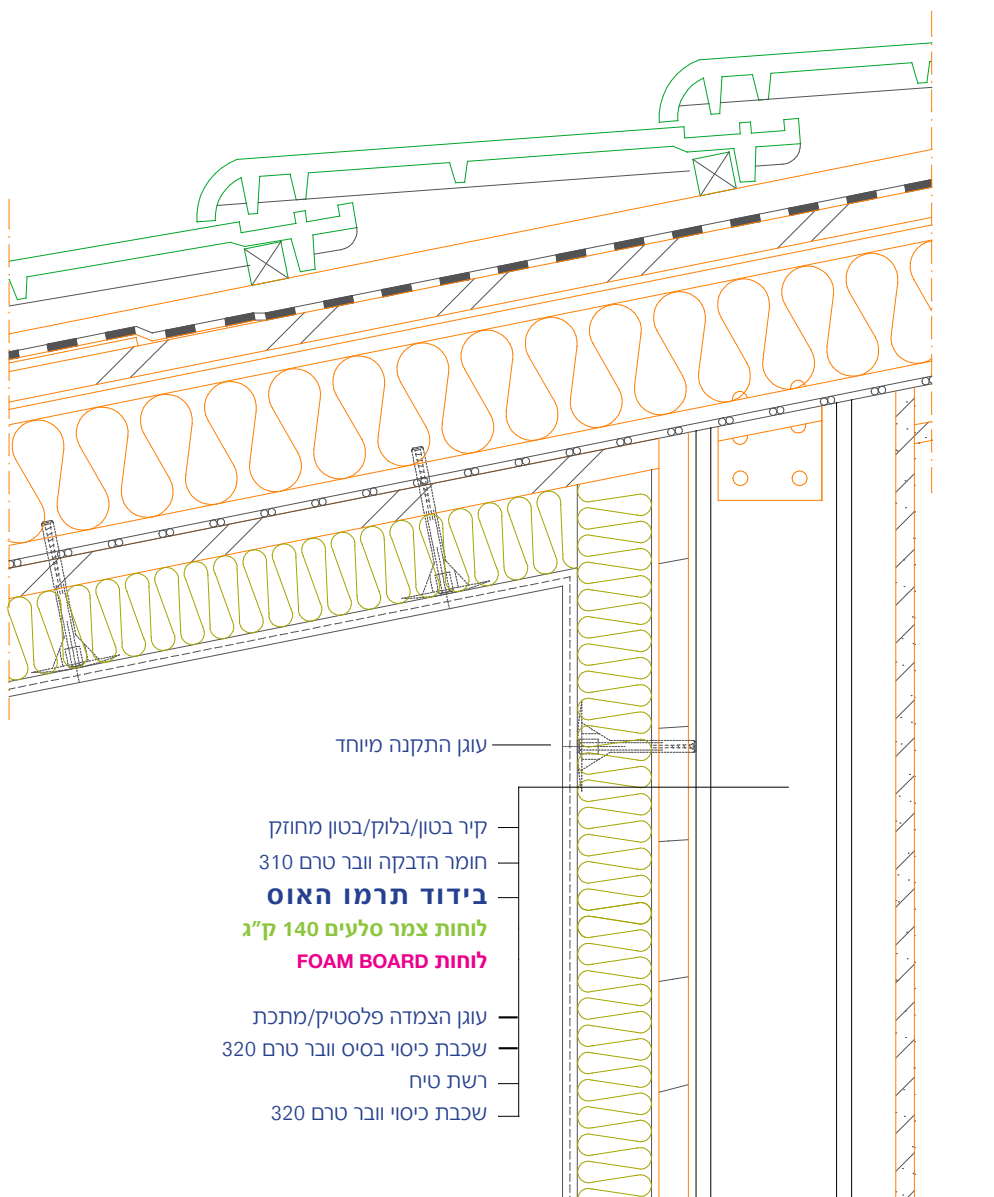 עוגן התקנה מיוחד
קיר בטון/בלוק/בטון מחוזק
חומר הדבקה וובר טרם 310
בידוד תרמו האוס
לוחות צמר סלעים 140 ק"ג
לוחות FOAM BOARD
עוגן הצמדה פלסטיק/מתכת
שכבת כיסוי בסיס וובר טרם 320
רשת טיח
שכבת כיסוי וובר טרם 320